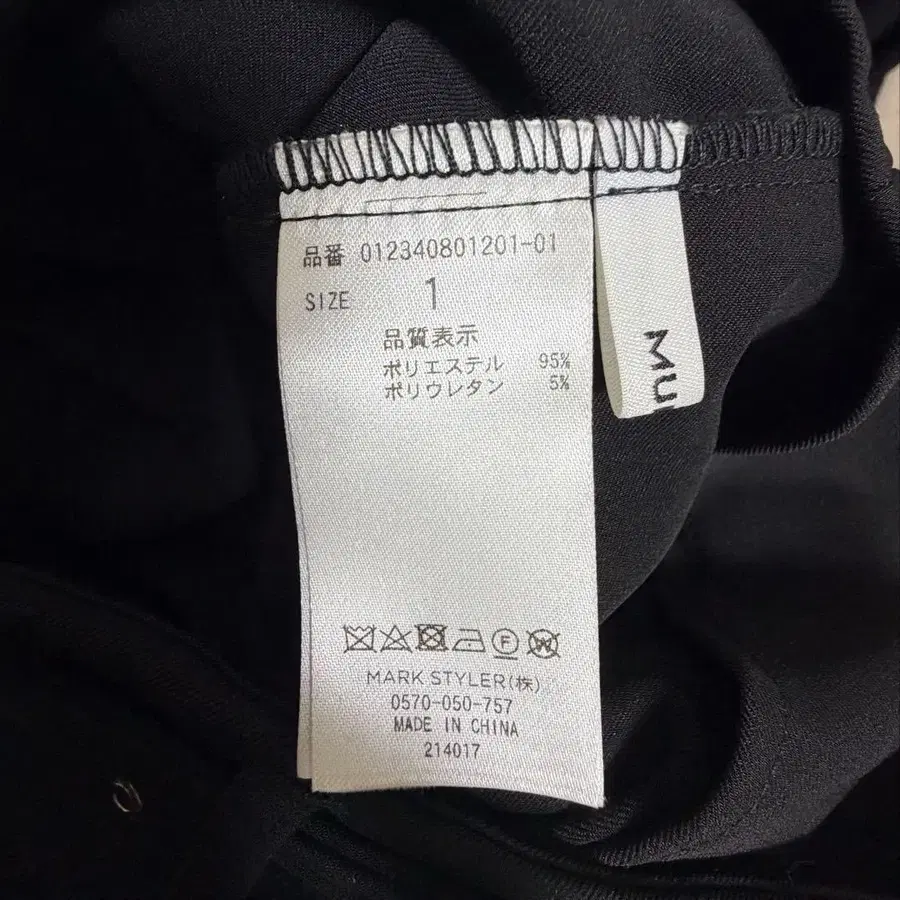 品番 012340801201-01
SIZE 1
品質表示
ポリエステル 95%
ポリウレタン 5%
F W
MARK STYLER(株)
0570-050-757
MADE IN CHINA
214017
MU